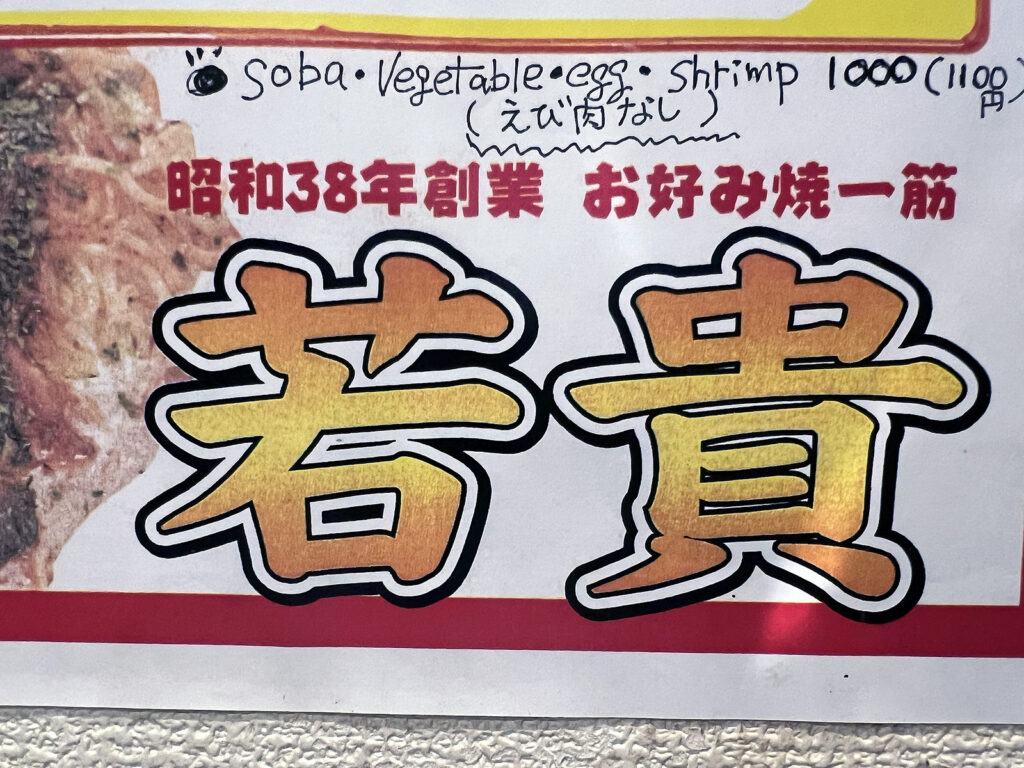 soba・Vegetable・egg・shrimp 1000(1100円)
(えび肉なし)
昭和38年創業 お好み焼一筋
若貴